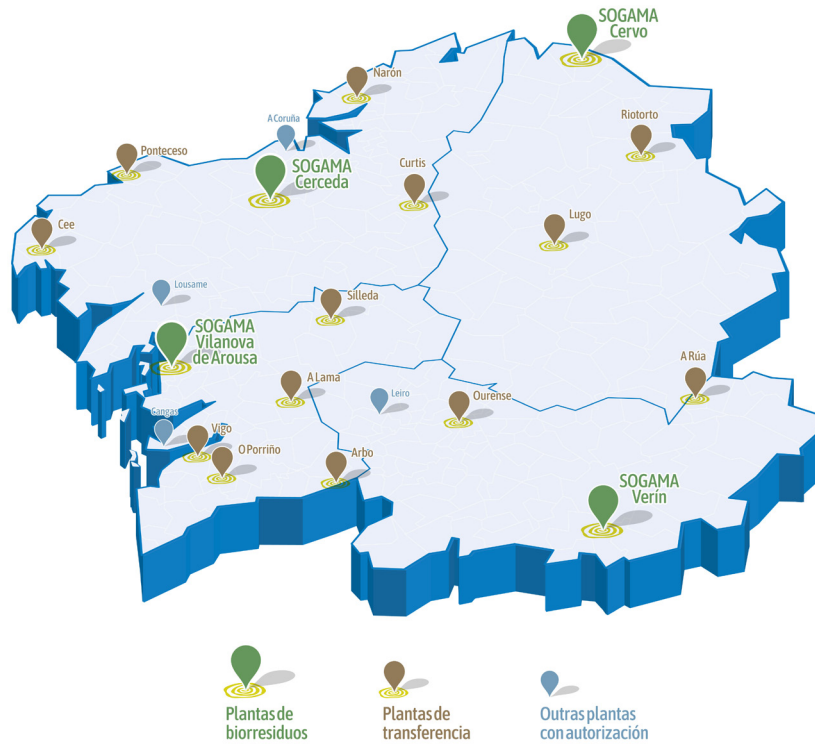 SOGAMA
Cervo
Narón
A Coruña
Riotorto
Ponteceso
SOGAMA
Cerceda
Curtis
Cee
Lugo
Lousame
Silleda
SOGAMA
Vilanova
de Arousa
A Rúa
A Lama
Leiro
Ourense
Cangas
Vigo
O Porriño
Arbo
SOGAMA
Verín
Plantas de
biorresiduos
Plantas de
transferencia
Outras plantas
con autorización